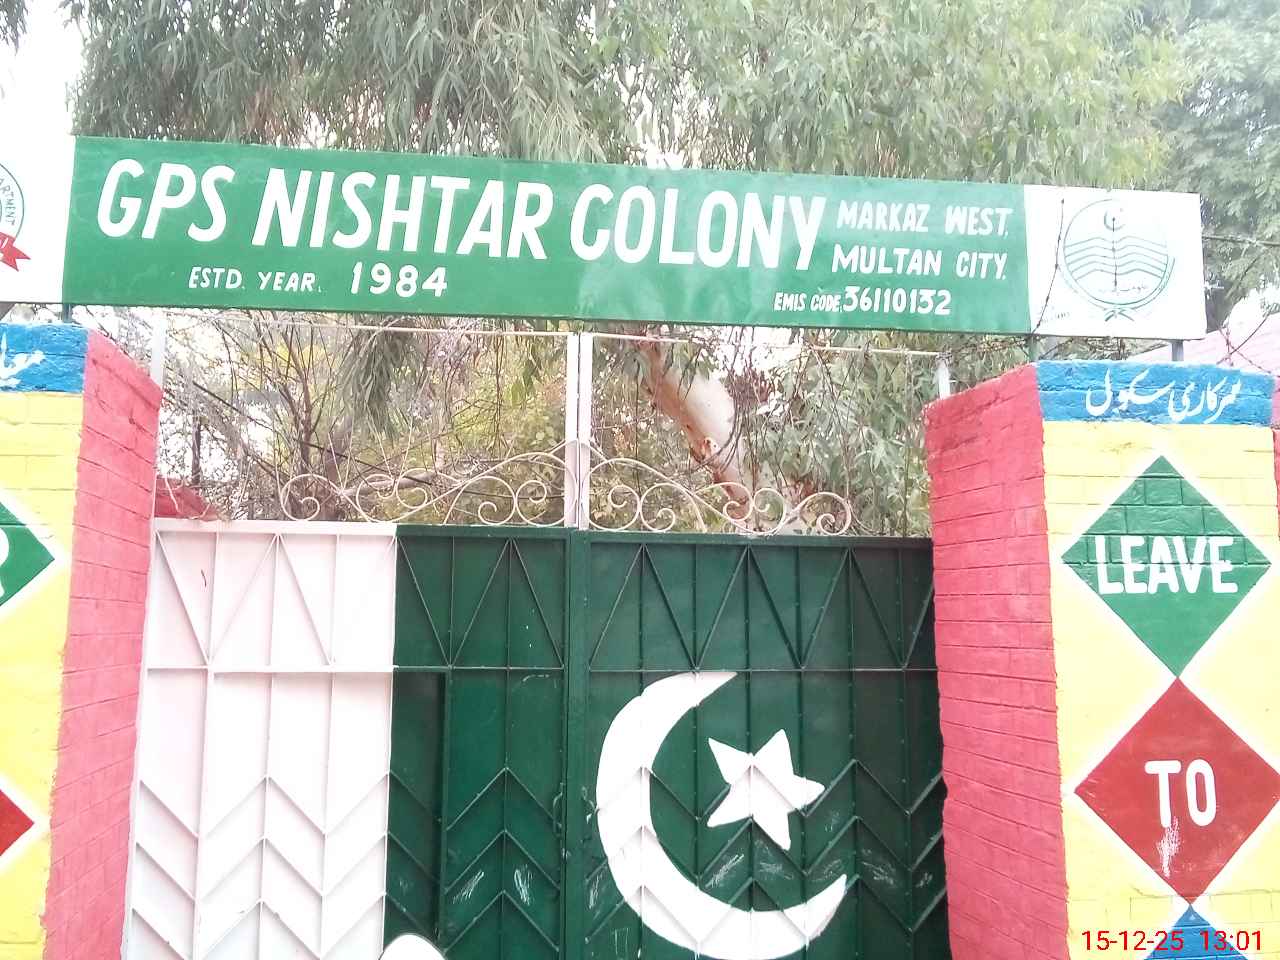 GPS NISHTAR COLONY
MARKAZ WEST,
MULTAN CITY.
ESTD. YEAR. 1984
EMIS CODE, 36110132
سرکاری سکول
LEAVE
TO
15-12-25 13:01